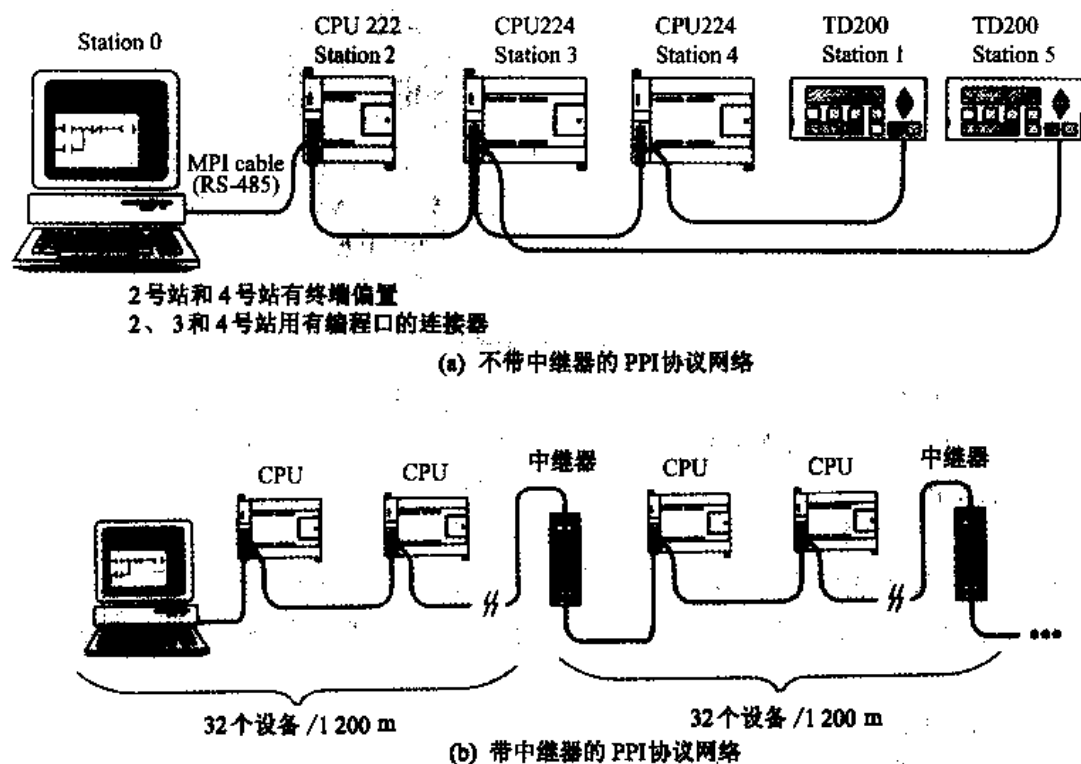 Station 0
CPU 222
Station 2
CPU224
Station 3
CPU224
Station 4
TD200
Station 1
TD200
Station 5
MPI cable
(RS-485)
2号站和4号站有终端偏置
2、3和4号站用有编程口的连接器
(a) 不带中继器的 PPI协议网络
CPU
CPU
中继器
CPU
CPU
中继器
32个设备/1 200 m
32个设备/1 200 m
(b) 带中继器的 PPI协议网络